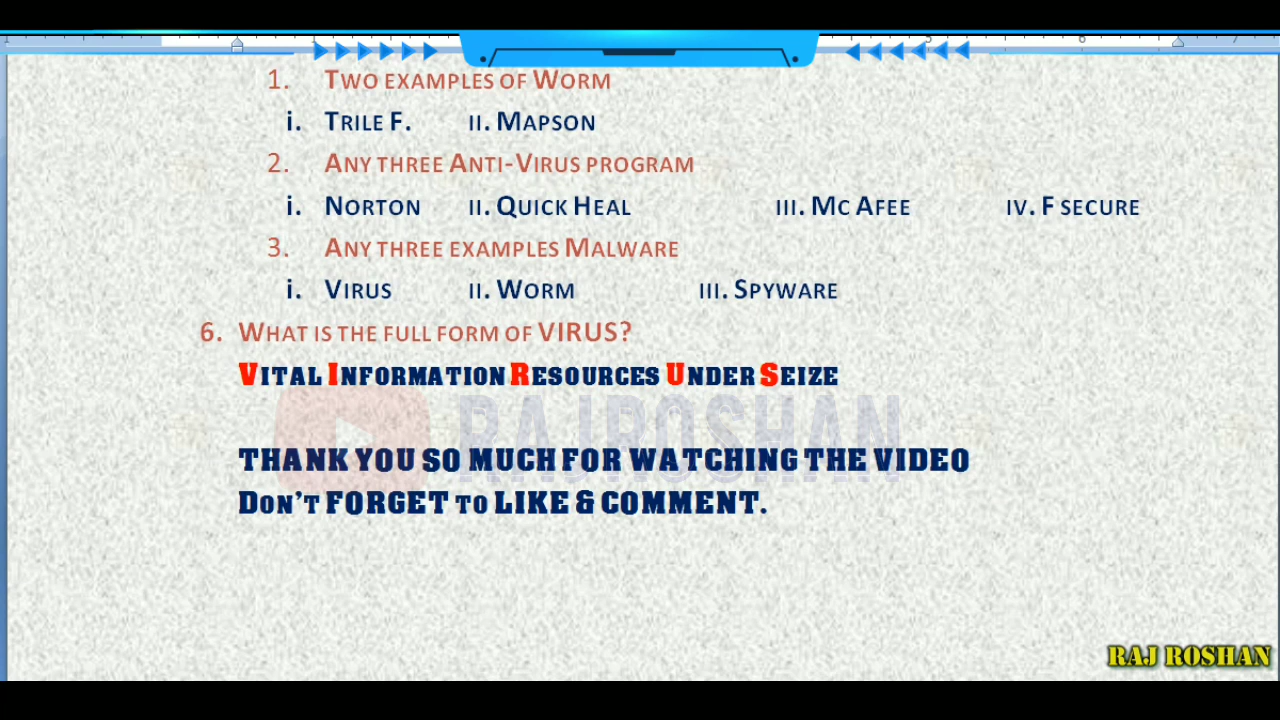 1. Two examples of Worm
i. Trile F. ii. Mapson
2. Any three Anti-Virus program
i. Norton ii. Quick Heal iii. Mc Afee iv. F secure
3. Any three examples Malware
i. Virus ii. Worm iii. Spyware
6. What is the full form of VIRUS?
Vital Information Resources Under Seize
RAJROSHAN
THANK YOU SO MUCH FOR WATCHING THE VIDEO
Don't FORGET to LIKE & COMMENT.
RAJ ROSHAN